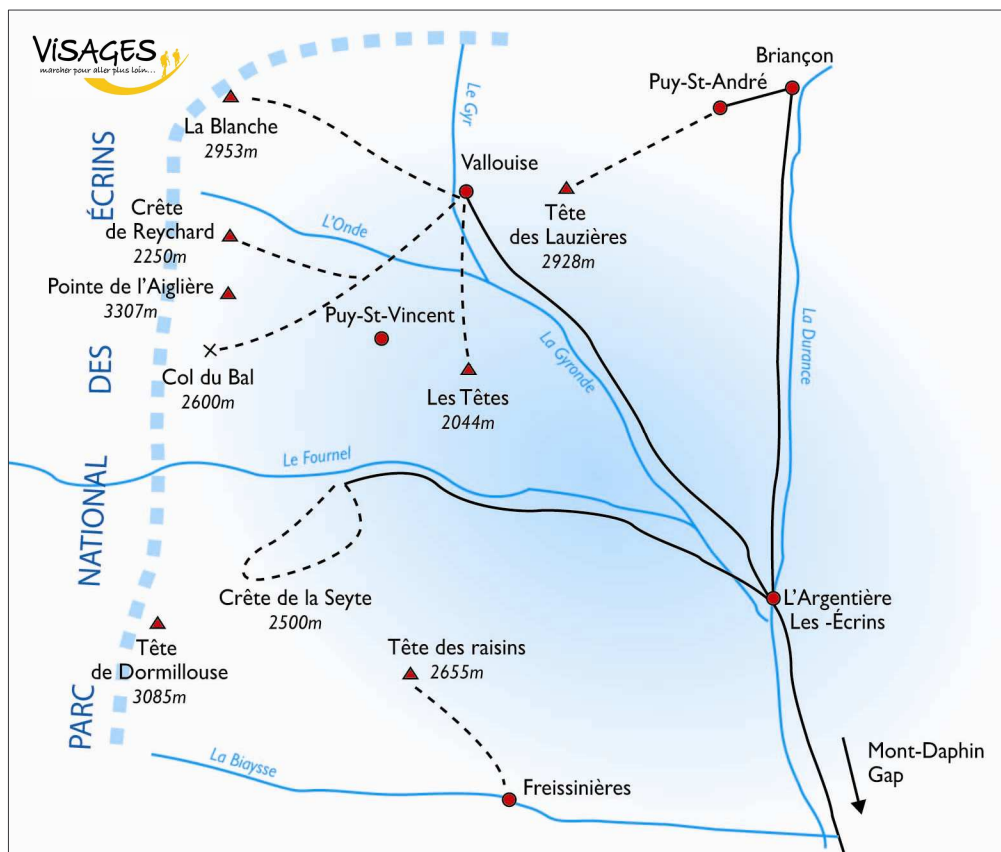 ViSAGES
marcher pour aller plus loin...
Briançon
Puy-St-André
Le Gyr
La Blanche
2953m
Vallouise
Crête
de Reychard
2250m
L'Onde
Tête
des Lauzières
2928m
Pointe de l'Aiglière
3307m
Puy-St-Vincent
La Durance
La Gyronde
Col du Bal
2600m
Les Têtes
2044m
Le Fournel
Crête de la Seyte
2500m
L'Argentière
Les -Écrins
Tête
de Dormillouse
3085m
Tête des raisins
2655m
PARC NATIONAL DES ÉCRINS
La Biaysse
Freissinières
Mont-Daphin
Gap